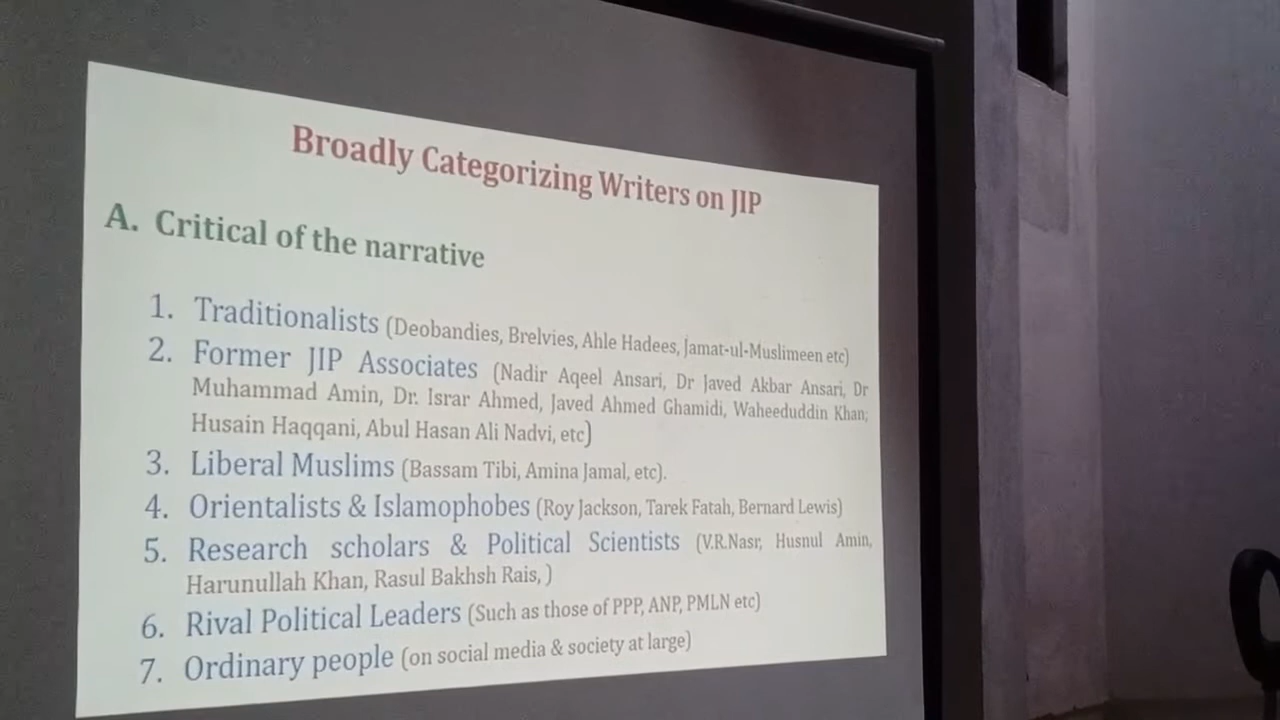 Broadly Categorizing Writers on JIP
A. Critical of the narrative
1. Traditionalists (Deobandies, Brelvies, Ahle Hadees, Jamat-ul-Muslimeen etc)
2. Former JIP Associates (Nadir Aqeel Ansari, Dr Javed Akbar Ansari, Dr
Muhammad Amin, Dr. Israr Ahmed, Javed Ahmed Ghamidi, Waheeduddin Khan,
Husain Haqqani, Abul Hasan Ali Nadvi, etc)
3. Liberal Muslims (Bassam Tibi, Amina Jamal, etc).
4. Orientalists & Islamophobes (Roy Jackson, Tarek Fatah, Bernard Lewis)
5. Research scholars & Political Scientists (V.R.Nasr, Husnul Amin,
Harunullah Khan, Rasul Bakhsh Rais, )
6. Rival Political Leaders (Such as those of PPP, ANP, PMLN etc)
7. Ordinary people (on social media & society at large)